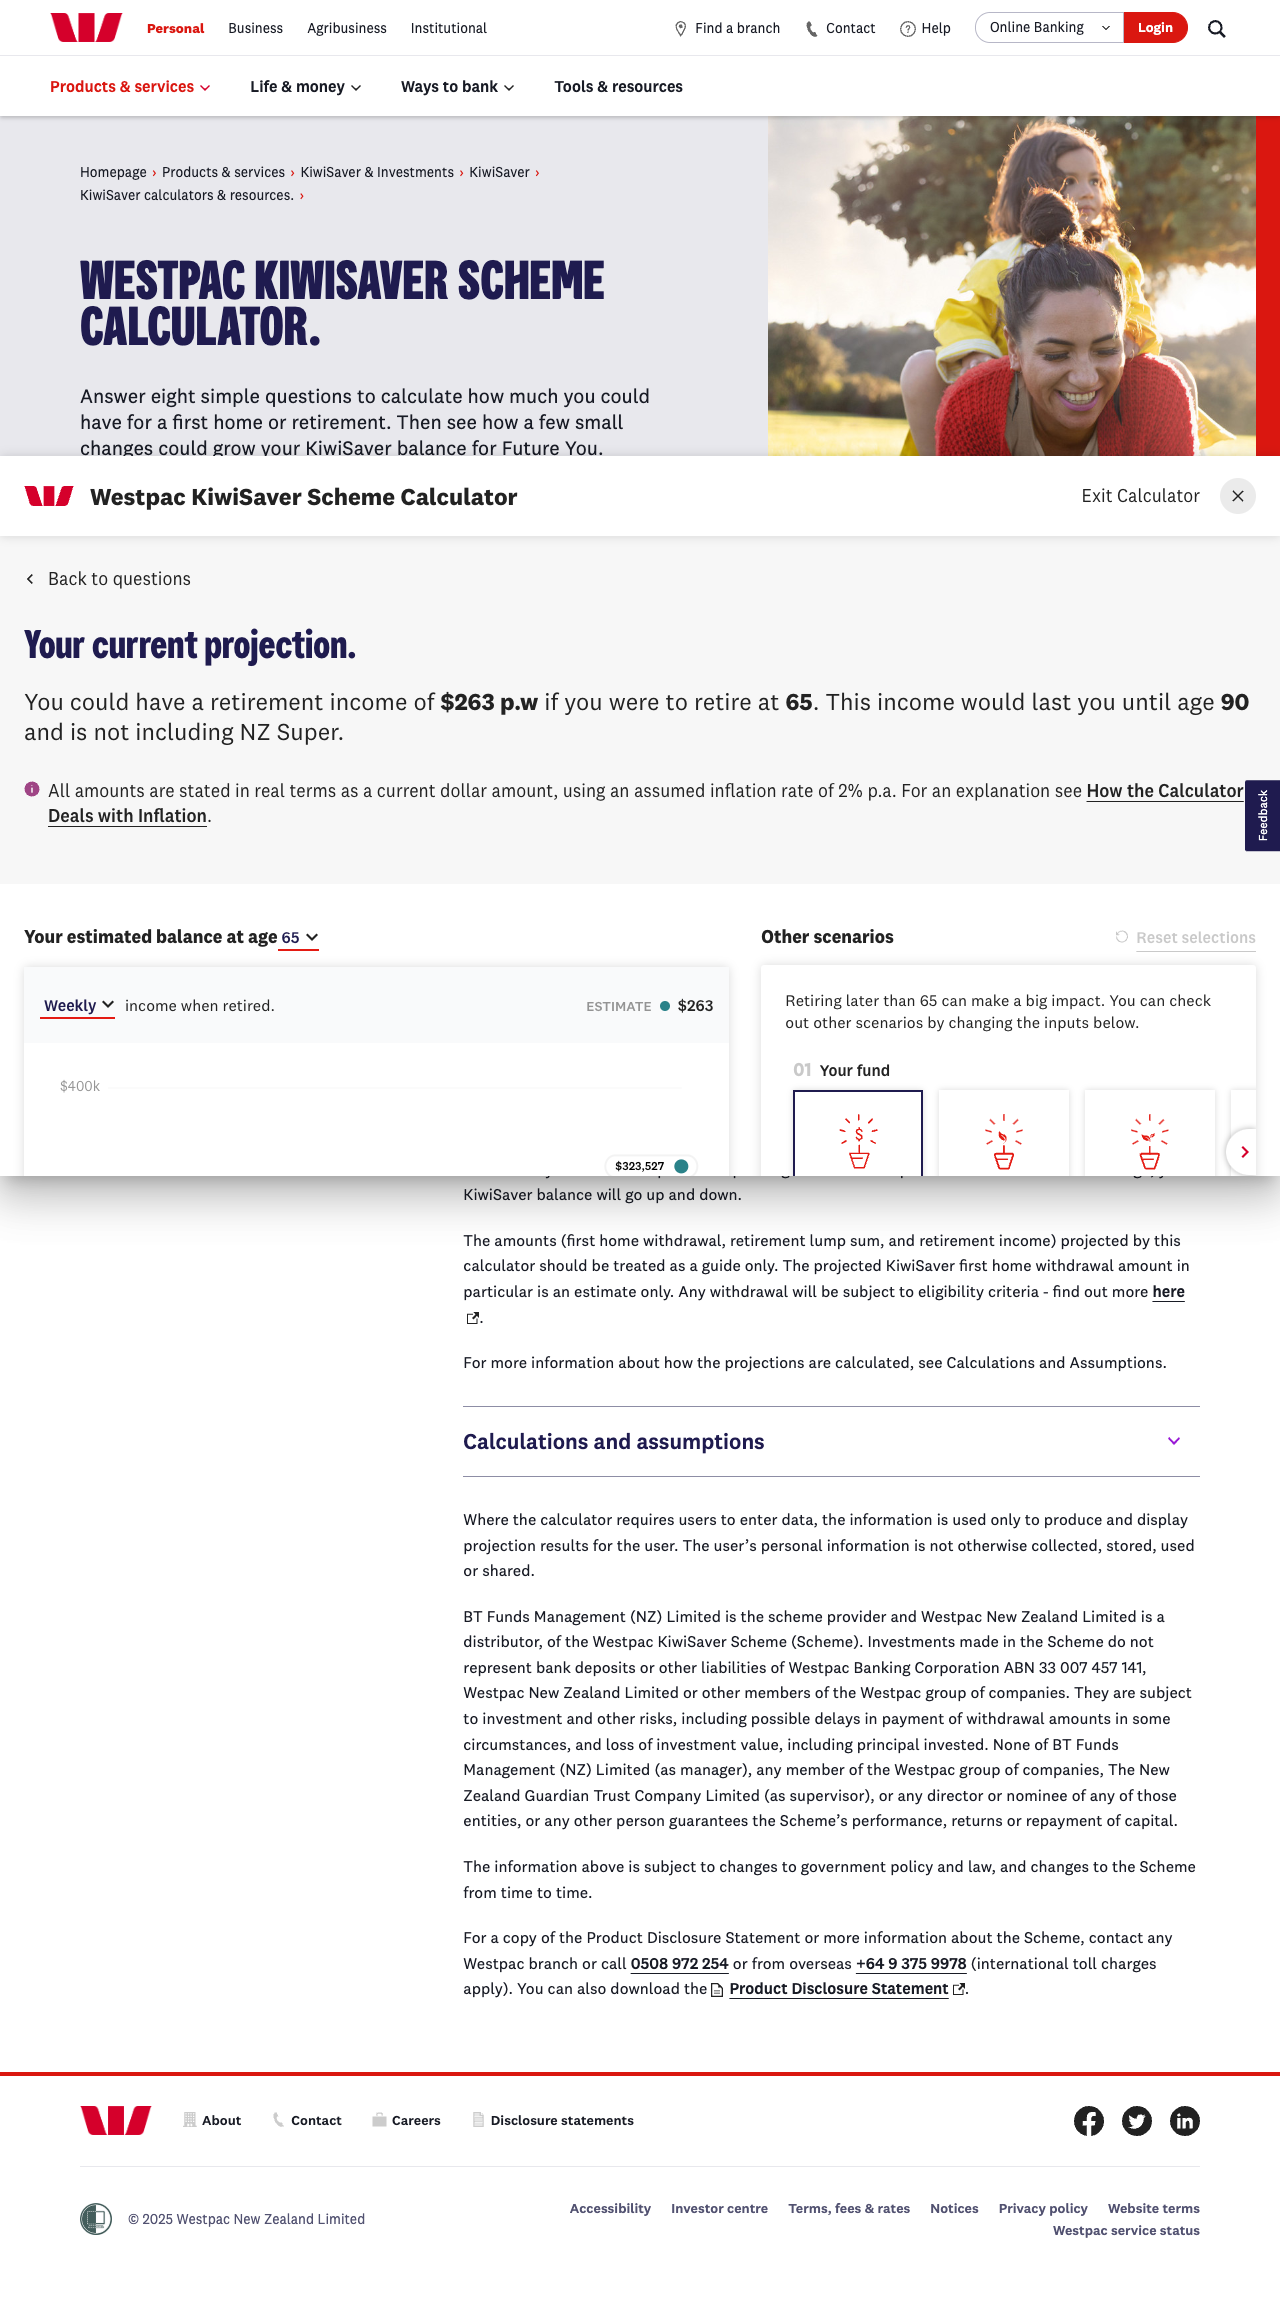 Personal Business Agribusiness Institutional Find a branch Contact Help Online Banking Login
Products & services Life & money Ways to bank Tools & resources
Homepage › Products & services › KiwiSaver & Investments › KiwiSaver ›
KiwiSaver calculators & resources. ›
WESTPAC KIWISAVER SCHEME
CALCULATOR.
Answer eight simple questions to calculate how much you could
have for a first home or retirement. Then see how a few small
changes could grow your KiwiSaver balance for Future You.
Westpac KiwiSaver Scheme Calculator Exit Calculator
Back to questions
Your current projection.
You could have a retirement income of $263 p.w if you were to retire at 65. This income would last you until age 90
and is not including NZ Super.
All amounts are stated in real terms as a current dollar amount, using an assumed inflation rate of 2% p.a. For an explanation see How the Calculator
Deals with Inflation.
Feedback
Your estimated balance at age 65
Weekly income when retired. ESTIMATE $263
$400k
$323,527
Other scenarios Reset selections
Retiring later than 65 can make a big impact. You can check
out other scenarios by changing the inputs below.
01 Your fund
KiwiSaver balance will go up and down.
The amounts (first home withdrawal, retirement lump sum, and retirement income) projected by this
calculator should be treated as a guide only. The projected KiwiSaver first home withdrawal amount in
particular is an estimate only. Any withdrawal will be subject to eligibility criteria - find out more here
.
For more information about how the projections are calculated, see Calculations and Assumptions.
Calculations and assumptions
Where the calculator requires users to enter data, the information is used only to produce and display
projection results for the user. The user’s personal information is not otherwise collected, stored, used
or shared.
BT Funds Management (NZ) Limited is the scheme provider and Westpac New Zealand Limited is a
distributor, of the Westpac KiwiSaver Scheme (Scheme). Investments made in the Scheme do not
represent bank deposits or other liabilities of Westpac Banking Corporation ABN 33 007 457 141,
Westpac New Zealand Limited or other members of the Westpac group of companies. They are subject
to investment and other risks, including possible delays in payment of withdrawal amounts in some
circumstances, and loss of investment value, including principal invested. None of BT Funds
Management (NZ) Limited (as manager), any member of the Westpac group of companies, The New
Zealand Guardian Trust Company Limited (as supervisor), or any director or nominee of any of those
entities, or any other person guarantees the Scheme’s performance, returns or repayment of capital.
The information above is subject to changes to government policy and law, and changes to the Scheme
from time to time.
For a copy of the Product Disclosure Statement or more information about the Scheme, contact any
Westpac branch or call 0508 972 254 or from overseas +64 9 375 9978 (international toll charges
apply). You can also download the Product Disclosure Statement .
About Contact Careers Disclosure statements
© 2025 Westpac New Zealand Limited
Accessibility Investor centre Terms, fees & rates Notices Privacy policy Website terms
Westpac service status